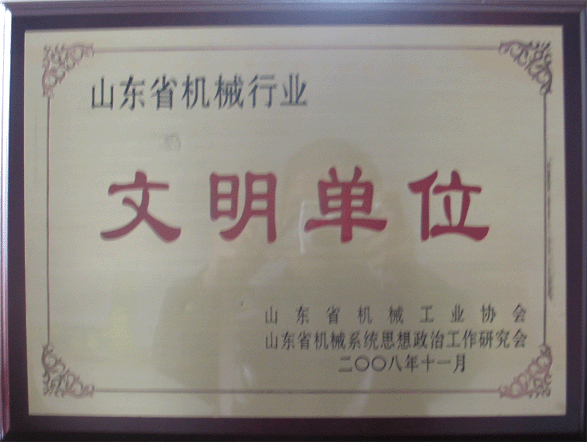 山东省机械行业
文明单位
山东省机械工业协会
山东省机械系统思想政治工作研究会
二〇〇八年十一月